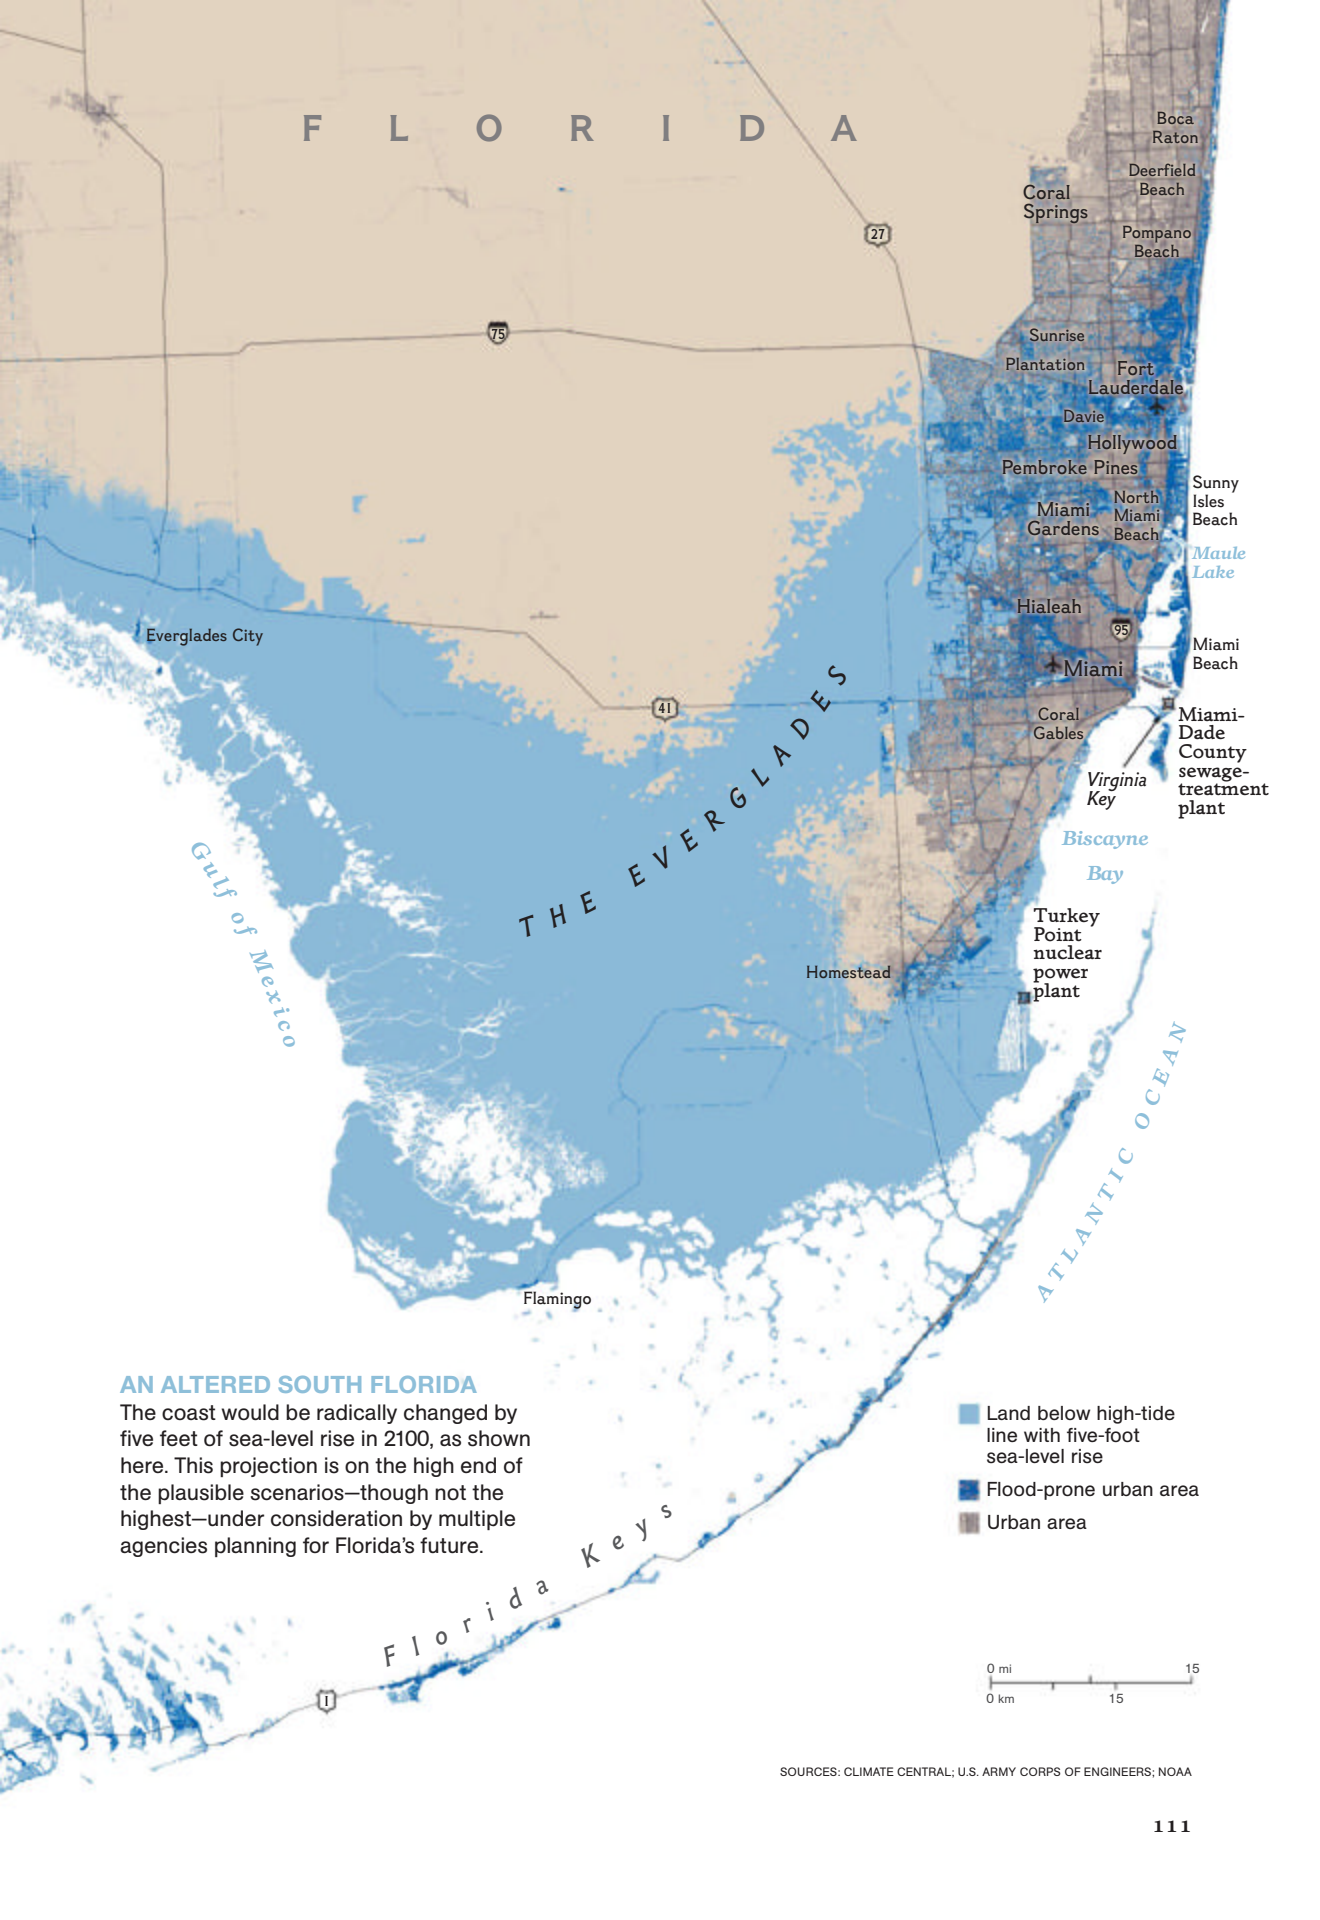 FLORIDA
Boca
Raton
Deerfield
Beach
Coral
Springs
Pompano
Beach
27
75
Sunrise
Plantation
Fort
Lauderdale
Davie
Hollywood
Pembroke Pines
Sunny
Isles
Beach
North
Miami
Beach
Miami
Gardens
Maule
Lake
Hialeah
95
Everglades City
Miami
Beach
Miami
41
Coral
Gables
Miami-
Dade
County
sewage-
treatment
plant
Virginia
Key
THE EVERGLADES
Biscayne
Bay
Gulf of Mexico
Turkey
Point
nuclear
power
plant
Homestead
ATLANTIC OCEAN
Flamingo
AN ALTERED SOUTH FLORIDA
The coast would be radically changed by
five feet of sea-level rise in 2100, as shown
here. This projection is on the high end of
the plausible scenarios—though not the
highest—under consideration by multiple
agencies planning for Florida's future.
Land below high-tide
line with five-foot
sea-level rise
Flood-prone urban area
Urban area
Florida Keys
1
0 mi 15
0 km 15
SOURCES: CLIMATE CENTRAL; U.S. ARMY CORPS OF ENGINEERS; NOAA
111